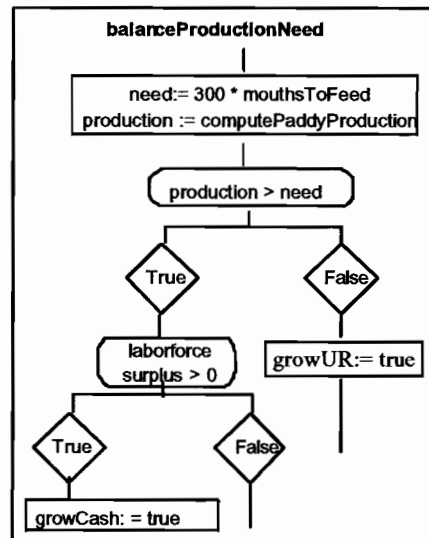 balanceProductionNeed
need:= 300 * mouthsToFeed
production := computePaddyProduction
production > need
True
False
laborforce
surplus > 0
growUR:= true
True
False
growCash: = true